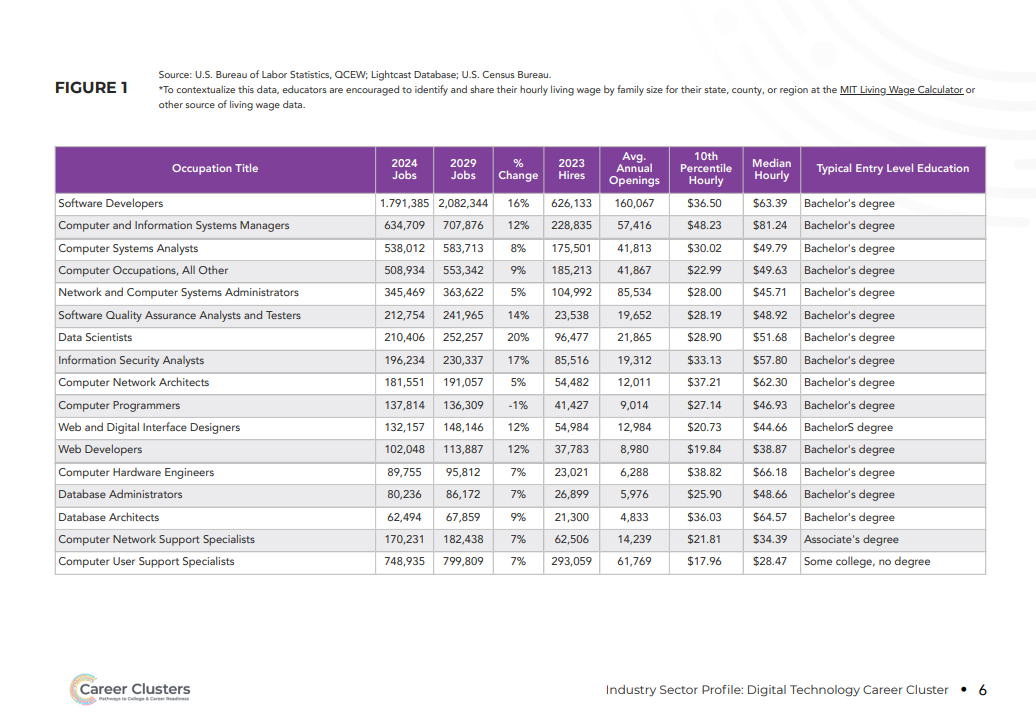 FIGURE 1
Source: U.S. Bureau of Labor Statistics, QCEW; Lightcast Database; U.S. Census Bureau.
*To contextualize this data, educators are encouraged to identify and share their hourly living wage by family size for their state, county, or region at the MIT Living Wage Calculator or
other source of living wage data.
Occupation Title 2024 Jobs 2029 Jobs % Change 2023 Hires Avg. Annual Openings 10th Percentile Hourly Median Hourly Typical Entry Level Education
Software Developers 1.791,385 2,082,344 16% 626,133 160,067 $36.50 $63.39 Bachelor's degree
Computer and Information Systems Managers 634,709 707,876 12% 228,835 57,416 $48.23 $81.24 Bachelor's degree
Computer Systems Analysts 538,012 583,713 8% 175,501 41,813 $30.02 $49.79 Bachelor's degree
Computer Occupations, All Other 508,934 553,342 9% 185,213 41,867 $22.99 $49.63 Bachelor's degree
Network and Computer Systems Administrators 345,469 363,622 5% 104,992 85,534 $28.00 $45.71 Bachelor's degree
Software Quality Assurance Analysts and Testers 212,754 241,965 14% 23,538 19,652 $28.19 $48.92 Bachelor's degree
Data Scientists 210,406 252,257 20% 96,477 21,865 $28.90 $51.68 Bachelor's degree
Information Security Analysts 196,234 230,337 17% 85,516 19,312 $33.13 $57.80 Bachelor's degree
Computer Network Architects 181,551 191,057 5% 54,482 12,011 $37.21 $62.30 Bachelor's degree
Computer Programmers 137,814 136,309 -1% 41,427 9,014 $27.14 $46.93 Bachelor's degree
Web and Digital Interface Designers 132,157 148,146 12% 54,984 12,984 $20.73 $44.66 BachelorS degree
Web Developers 102,048 113,887 12% 37,783 8,980 $19.84 $38.87 Bachelor's degree
Computer Hardware Engineers 89,755 95,812 7% 23,021 6,288 $38.82 $66.18 Bachelor's degree
Database Administrators 80,236 86,172 7% 26,899 5,976 $25.90 $48.66 Bachelor's degree
Database Architects 62,494 67,859 9% 21,300 4,833 $36.03 $64.57 Bachelor's degree
Computer Network Support Specialists 170,231 182,438 7% 62,506 14,239 $21.81 $34.39 Associate's degree
Computer User Support Specialists 748,935 799,809 7% 293,059 61,769 $17.96 $28.47 Some college, no degree
Career Clusters
Pathways to College & Career Readiness
Industry Sector Profile: Digital Technology Career Cluster • 6